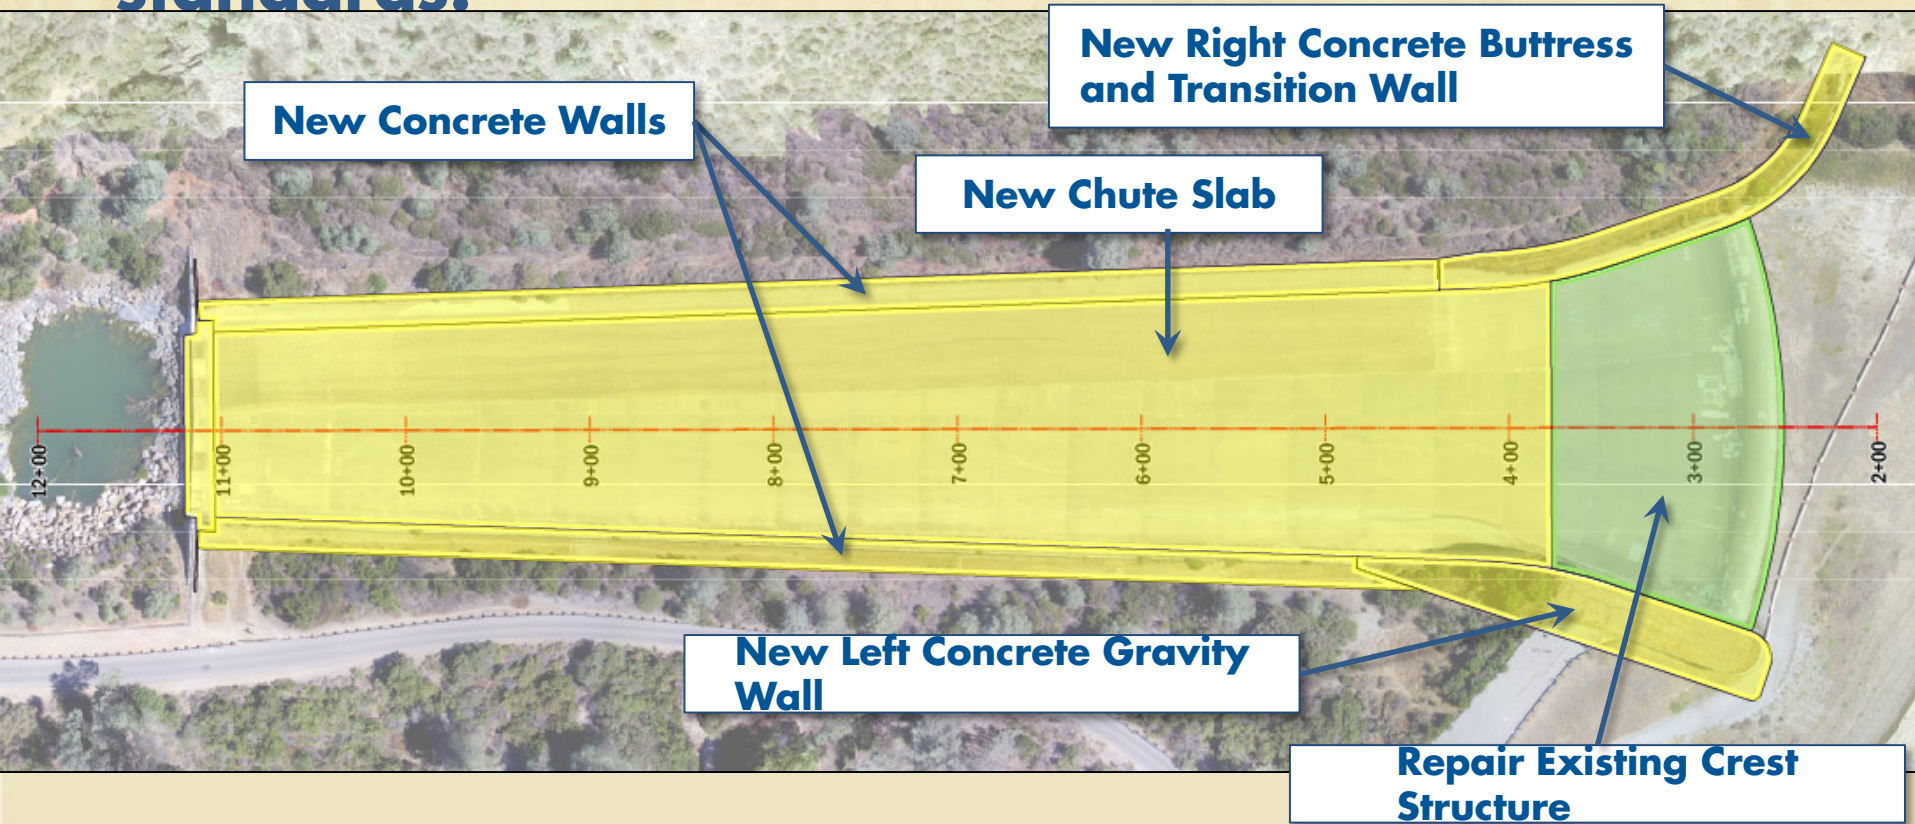 standards.
New Right Concrete Buttress
and Transition Wall
New Concrete Walls
New Chute Slab
12+00
11+00
10+00
9+00
8+00
7+00
6+00
5+00
4+00
3+00
2+00
New Left Concrete Gravity
Wall
Repair Existing Crest
Structure